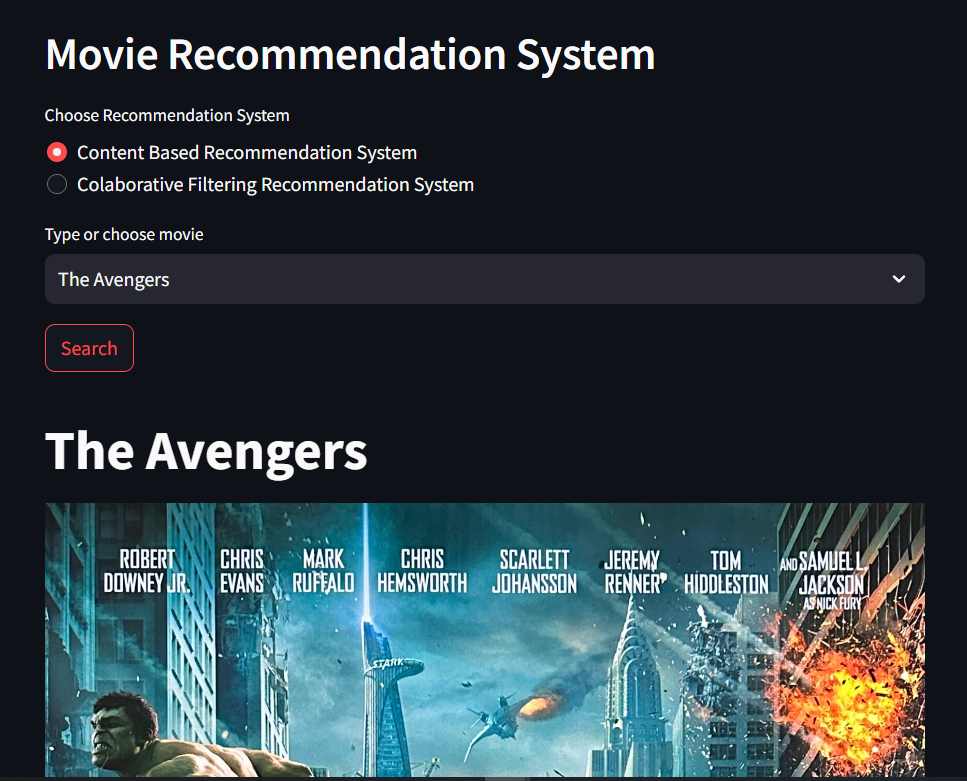 Movie Recommendation System
Choose Recommendation System
Content Based Recommendation System
Colaborative Filtering Recommendation System
Type or choose movie
The Avengers
Search
The Avengers
ROBERT DOWNEY JR.
CHRIS EVANS
MARK RUFFALO
CHRIS HEMSWORTH
SCARLETT JOHANSSON
JEREMY RENNER
TOM HIDDLESTON
AND SAMUEL L. JACKSON
AS NICK FURY
STARK